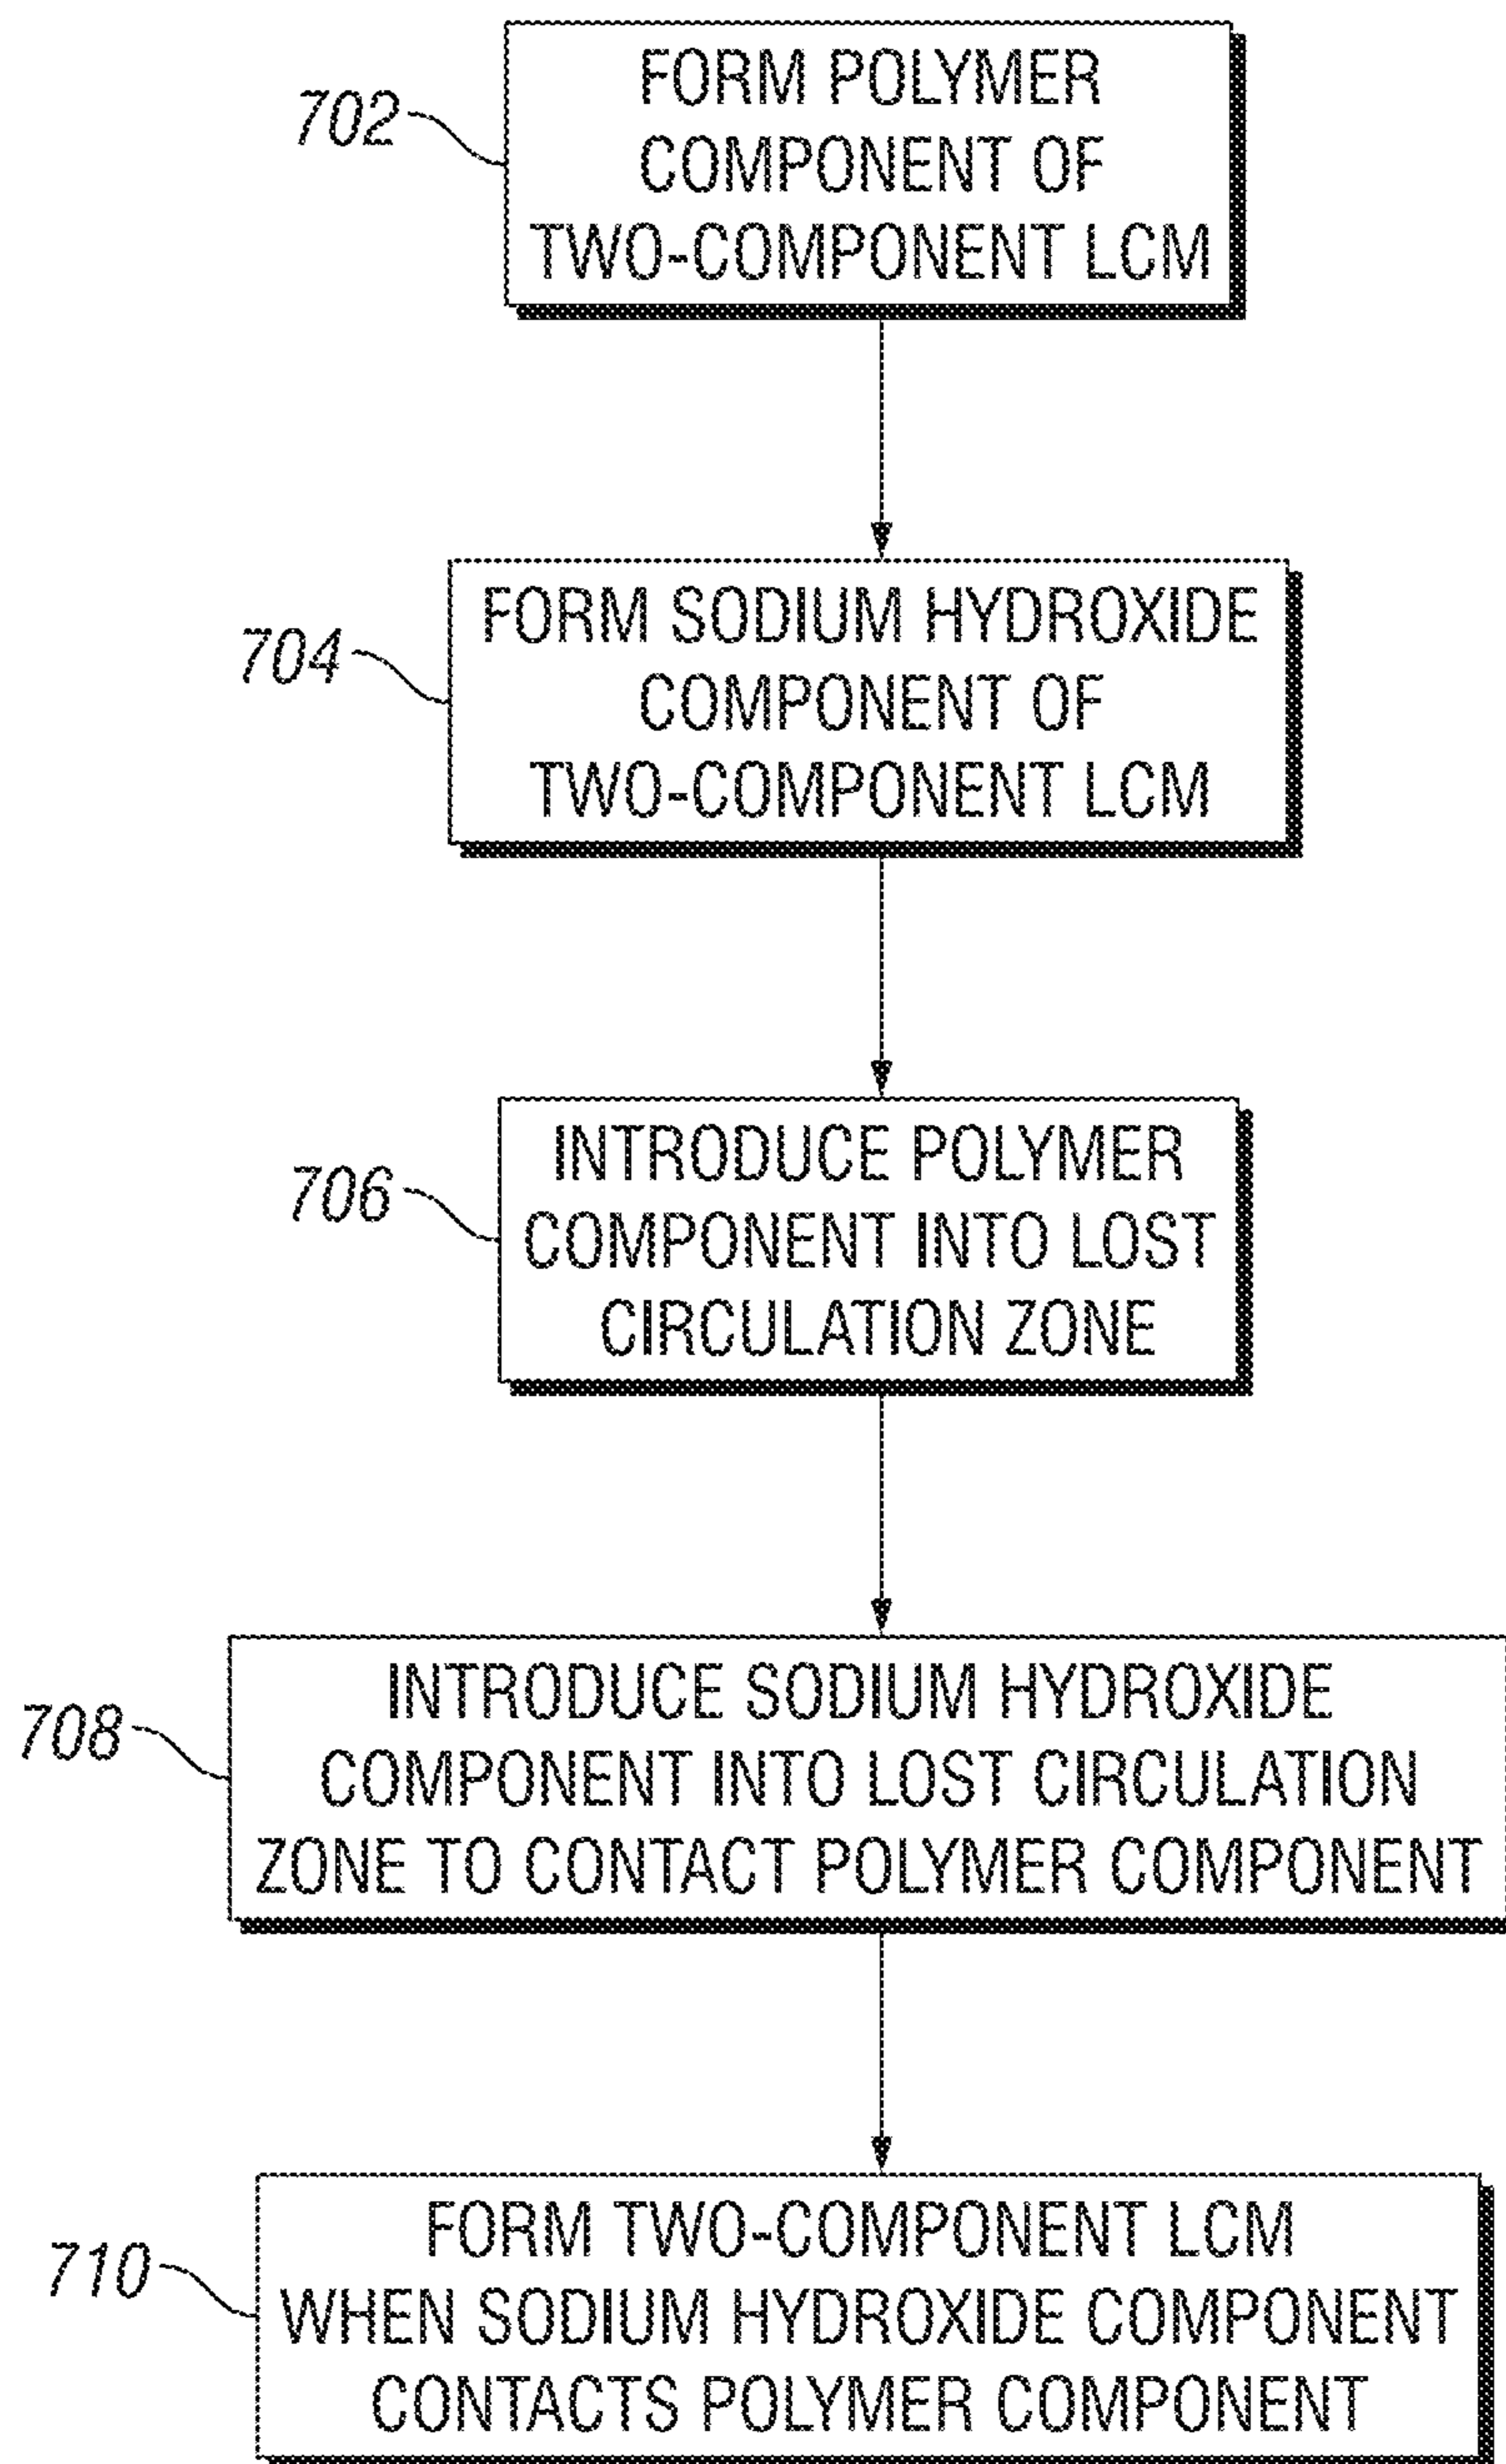 702
FORM POLYMER
COMPONENT OF
TWO-COMPONENT LCM
704
FORM SODIUM HYDROXIDE
COMPONENT OF
TWO-COMPONENT LCM
706
INTRODUCE POLYMER
COMPONENT INTO LOST
CIRCULATION ZONE
708
INTRODUCE SODIUM HYDROXIDE
COMPONENT INTO LOST CIRCULATION
ZONE TO CONTACT POLYMER COMPONENT
710
FORM TWO-COMPONENT LCM
WHEN SODIUM HYDROXIDE COMPONENT
CONTACTS POLYMER COMPONENT